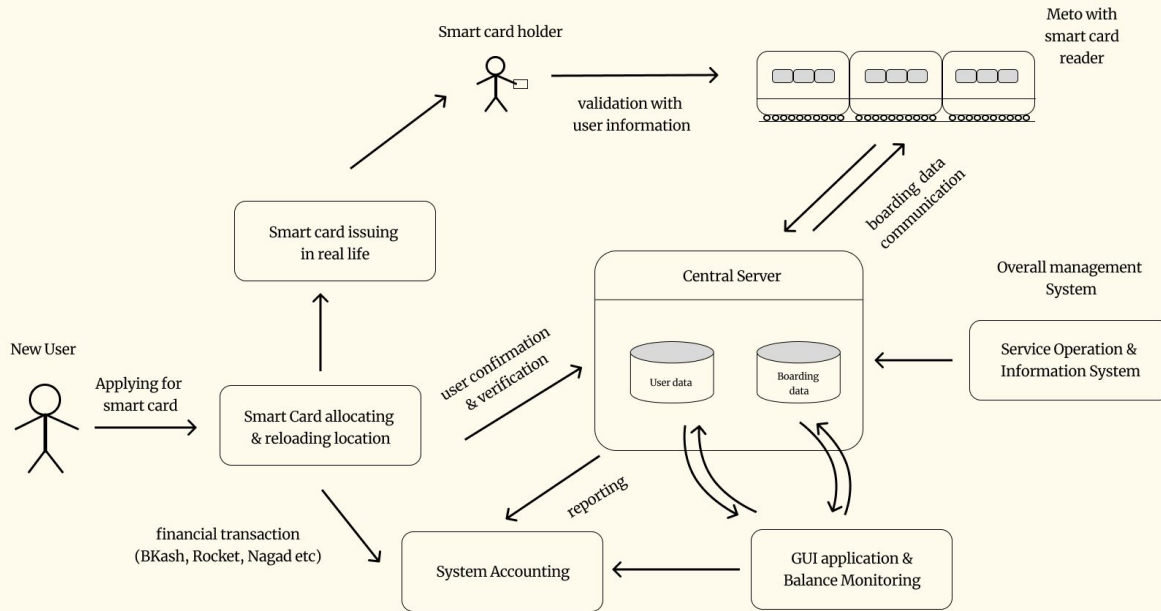 Smart card holder
Meto with
smart card
reader
validation with
user information
boarding data
communication
Smart card issuing
in real life
Central Server
Overall management
System
New User
Applying for
smart card
user confirmation
& verification
User data
Boarding
data
Service Operation &
Information System
Smart Card allocating
& reloading location
reporting
financial transaction
(BKash, Rocket, Nagad etc)
System Accounting
GUI application &
Balance Monitoring